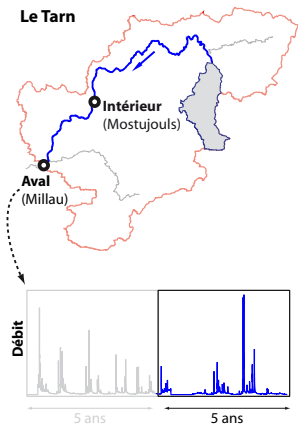 Le Tarn
Intérieur
(Mostujouls)
Aval
(Millau)
Débit
5 ans
5 ans